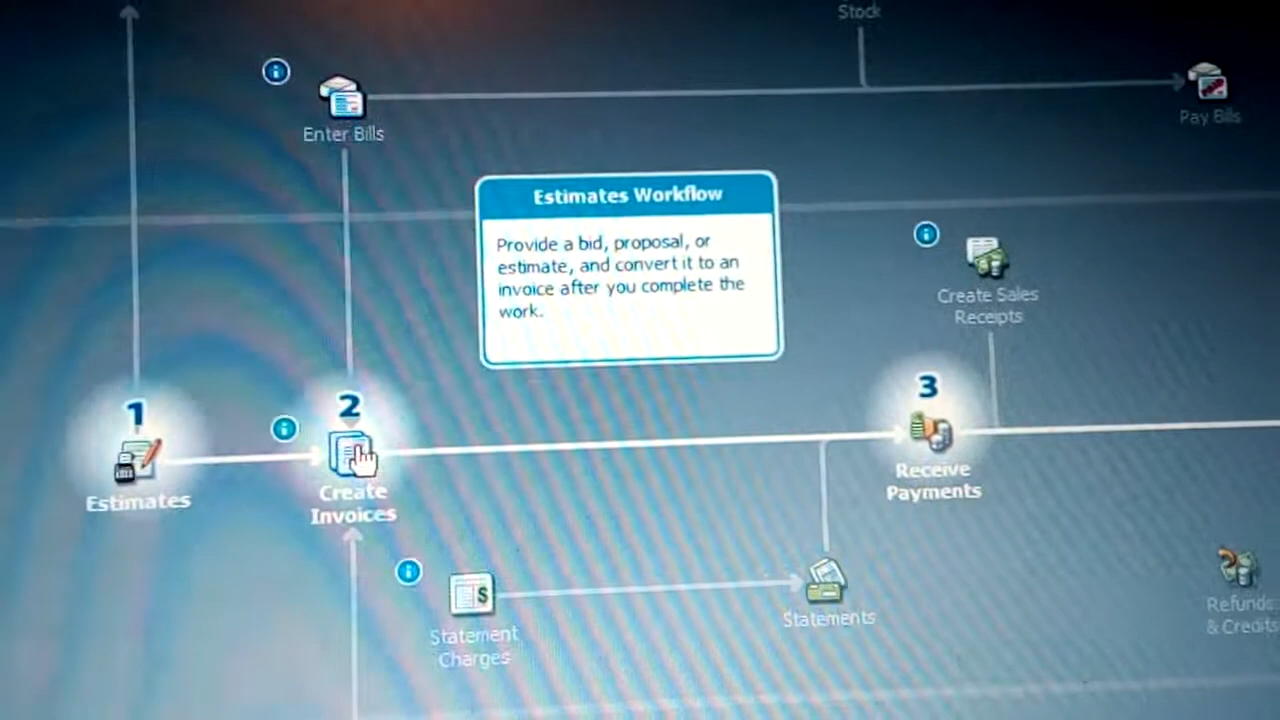 Stock
Enter Bills
Pay Bills
Estimates Workflow
Provide a bid, proposal, or
estimate, and convert it to an
invoice after you complete the
work.
Create Sales
Receipts
1
2
3
Estimates
Create
Invoices
Receive
Payments
Statement
Charges
Statements
Refunds
& Credits